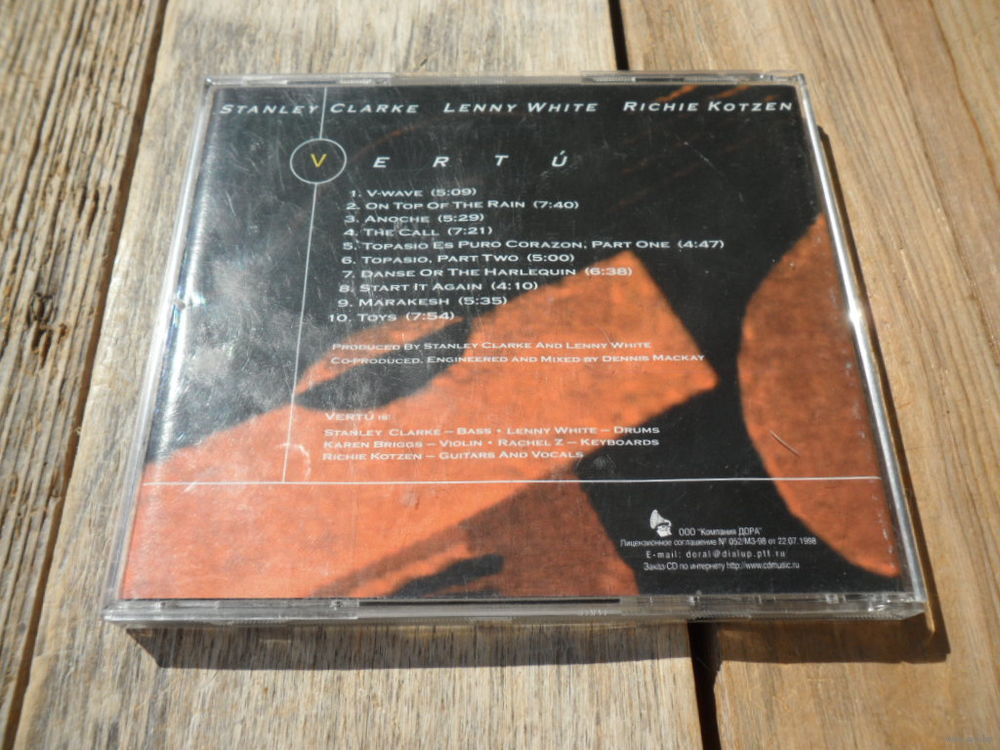 STANLEY CLARKE LENNY WHITE RICHIE KOTZEN
VERTÚ
1. V-WAVE (5:09)
2. ON TOP OF THE RAIN (7:40)
3. ANOCHE (5:29)
4. THE CALL (7:21)
5. TOPASIO ES PURO CORAZON, PART ONE (4:47)
6. TOPASIO, PART TWO (5:00)
7. DANSE OR THE HARLEQUIN (6:38)
8. START IT AGAIN (4:10)
9. MARAKESH (5:35)
10. TOYS (7:54)
PRODUCED BY STANLEY CLARKE AND LENNY WHITE
CO-PRODUCED, ENGINEERED AND MIXED BY DENNIS MACKAY
VERTÚ IS:
STANLEY CLARKE – BASS • LENNY WHITE – DRUMS
KAREN BRIGGS – VIOLIN • RACHEL Z – KEYBOARDS
RICHIE KOTZEN – GUITARS AND VOCALS
ООО "Компания ДОРА"
Лицензионное соглашение № 052/МЗ-98 от 22.07.1998
E-mail: doral@dialup.ptt.ru
Заказ CD по интернету http://www.cdmusic.ru